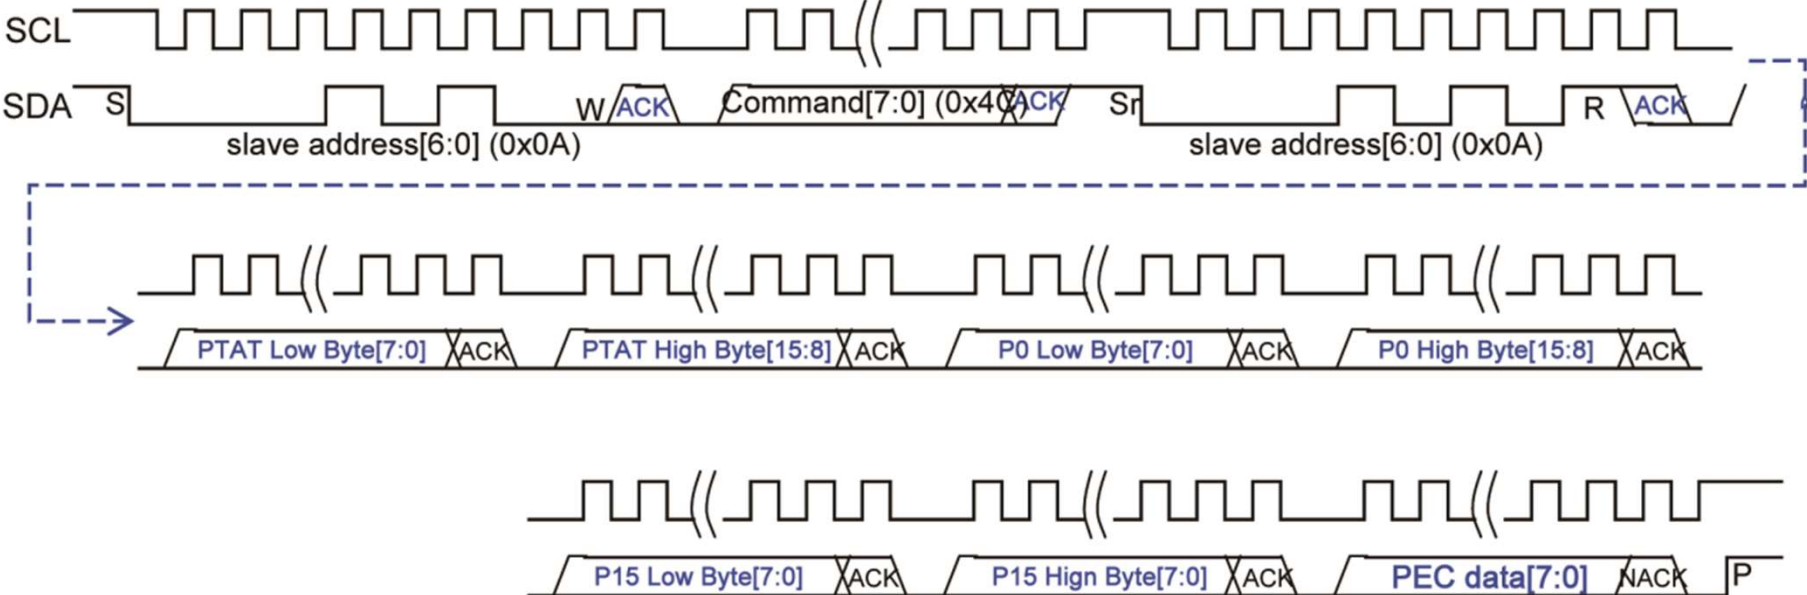 SCL
SDA S W ACK Command[7:0] (0x4C) ACK Sr R ACK
slave address[6:0] (0x0A) slave address[6:0] (0x0A)
PTAT Low Byte[7:0] ACK PTAT High Byte[15:8] ACK P0 Low Byte[7:0] ACK P0 High Byte[15:8] ACK
P15 Low Byte[7:0] ACK P15 Hign Byte[7:0] ACK PEC data[7:0] NACK P